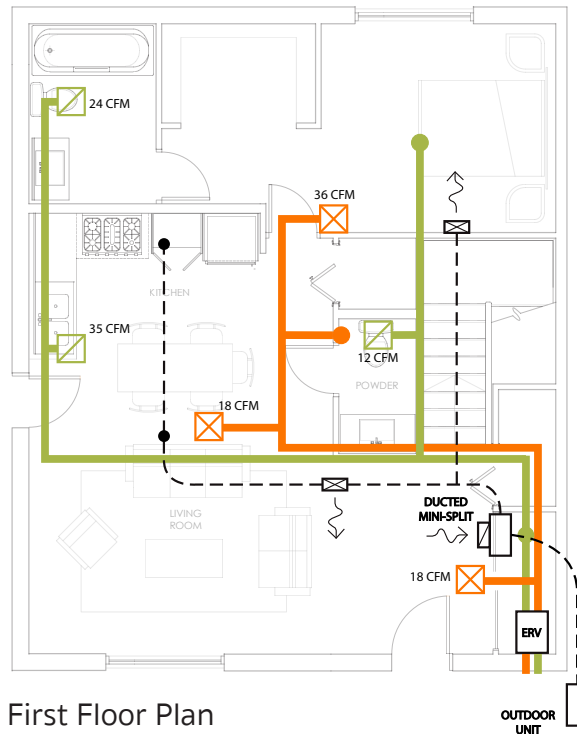 24 CFM
36 CFM
KITCHEN
35 CFM
12 CFM
POWDER
18 CFM
LIVING
ROOM
DUCTED
MINI-SPLIT
18 CFM
ERV
First Floor Plan
OUTDOOR
UNIT